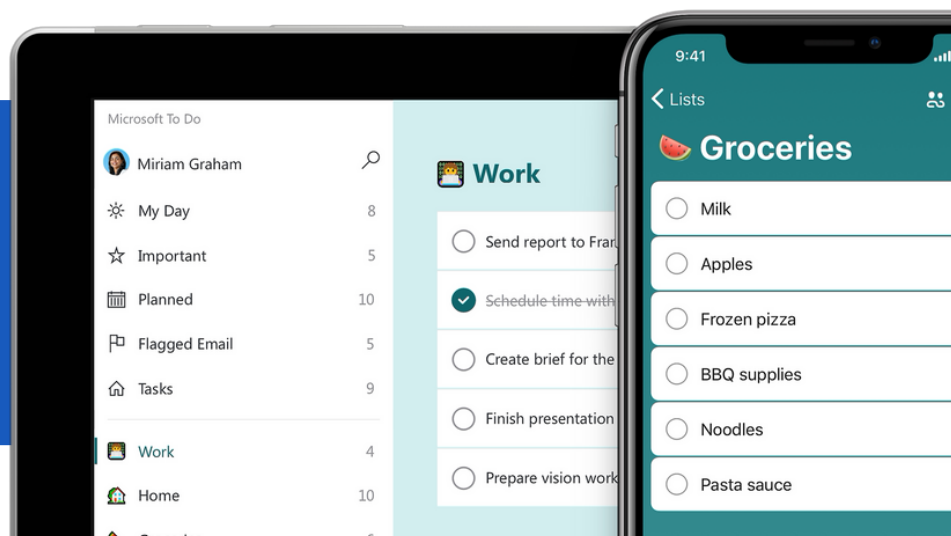 Microsoft To Do
Miriam Graham
My Day 8
Important 5
Planned 10
Flagged Email 5
Tasks 9
Work 4
Home 10
Work
Send report to
Schedule time with
Create brief for the
Finish presentation
Prepare vision
9:41
Lists
Groceries
Milk
Apples
Frozen pizza
BBQ supplies
Noodles
Pasta sauce